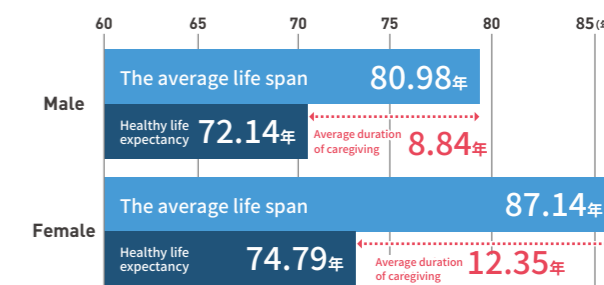 60 65 70 75 80 85(年
Male
The average life span 80.98年
Healthy life
expectancy 72.14年
Average duration
of caregiving 8.84年
Female
The average life span 87.14年
Healthy life
expectancy 74.79年
Average duration
of caregiving 12.35年